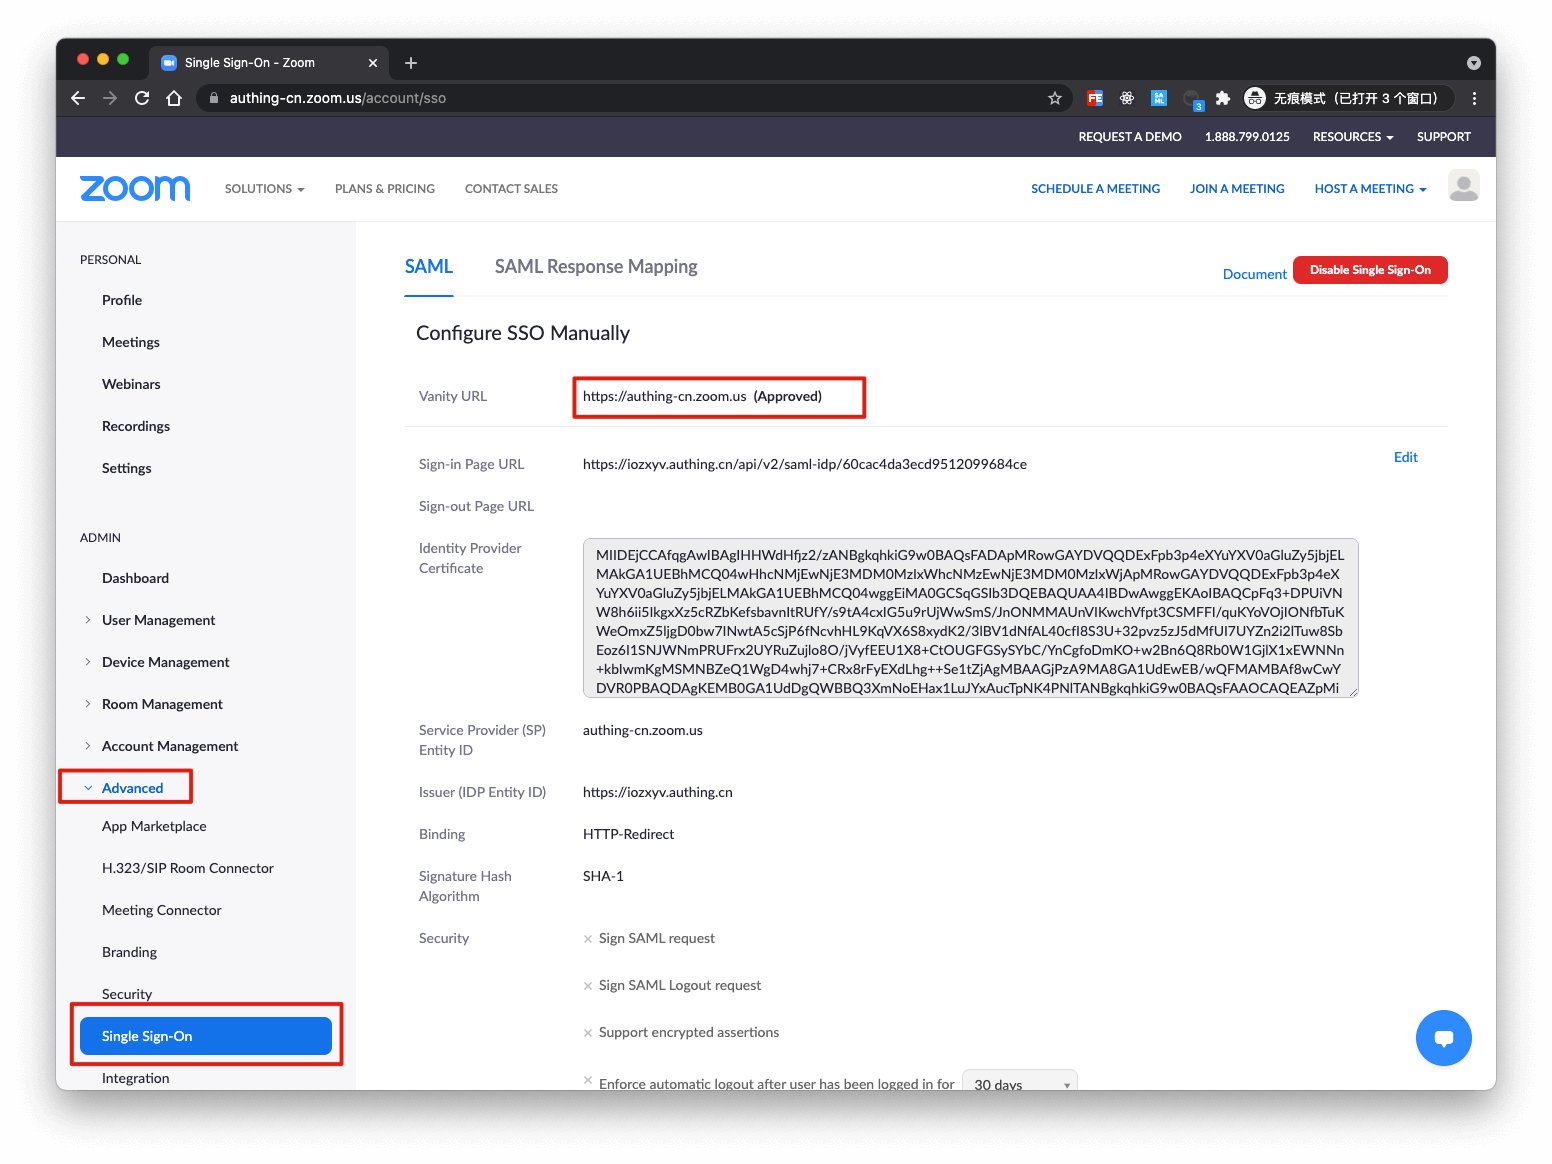 Single Sign-On - Zoom
authing-cn.zoom.us/account/sso
FE
SA
ML
3
无痕模式（已打开 3 个窗口）
REQUEST A DEMO
1.888.799.0125
RESOURCES
SUPPORT
zoom
SOLUTIONS
PLANS & PRICING
CONTACT SALES
SCHEDULE A MEETING
JOIN A MEETING
HOST A MEETING
PERSONAL
Profile
Meetings
Webinars
Recordings
Settings
ADMIN
Dashboard
User Management
Device Management
Room Management
Account Management
Advanced
App Marketplace
H.323/SIP Room Connector
Meeting Connector
Branding
Security
Single Sign-On
Integration
SAML
SAML Response Mapping
Document
Disable Single Sign-On
Configure SSO Manually
Vanity URL
https://authing-cn.zoom.us (Approved)
Sign-in Page URL
https://iozxyv.authing.cn/api/v2/saml-idp/60cac4da3ecd9512099684ce
Edit
Sign-out Page URL
Identity Provider
Certificate
MIIDEjCCAfqgAwIBAgIHHWdHfjz2/zANBgkqhkiG9w0BAQsFADApMRowGAYDVQQDExFpb3p4eXYuYXV0aGluZy5jbjEL
MAkGA1UEBhMCQ04wHhcNMjEwNjE3MDM0MzIxWhcNMzEwNjE3MDM0MzIxWjApMRowGAYDVQQDExFpb3p4eX
YuYXV0aGluZy5jbjELMAkGA1UEBhMCQ04wggEiMA0GCSqGSIb3DQEBAQUAA4IBDwAwggEKAoIBAQCpFq3+DPUiVN
W8h6ii5IkgxXz5cRZbKefsbavnItRUfY/s9tA4cxIG5u9rUjWwSmS/JnONMMAUnVIKwchVfpt3CSMFFI/quKYoVOjIONfbTuK
WeOmxZ5ljgD0bw7INwtA5cSjP6fNcvhHL9KqVX6S8xydK2/3lBV1dNfAL40cfI8S3U+32pvz5zJ5dMfUI7UYZn2i2lTuw8Sb
Eoz6I1SNJWNmPRUFrx2UYRuZujlo8O/jVyfEEU1X8+CtOUGFGSySYbC/YnCgfoDmKO+w2Bn6Q8Rb0W1GjlX1xEWNNn
+kbIwmKgMSMNBZeQ1WgD4whj7+CRx8rFyEXdLhg++Se1tZjAgMBAAGjPzA9MA8GA1UdEwEB/wQFMAMBAf8wCwY
DVR0PBAQDAgKEMB0GA1UdDgQWBBQ3XmNoEHax1LuJYxAucTpNK4PNlTANBgkqhkiG9w0BAQsFAAOCAQEAZpMi
Service Provider (SP)
Entity ID
authing-cn.zoom.us
Issuer (IDP Entity ID)
https://iozxyv.authing.cn
Binding
HTTP-Redirect
Signature Hash
Algorithm
SHA-1
Security
Sign SAML request
Sign SAML Logout request
Support encrypted assertions
Enforce automatic logout after user has been logged in for
30 days